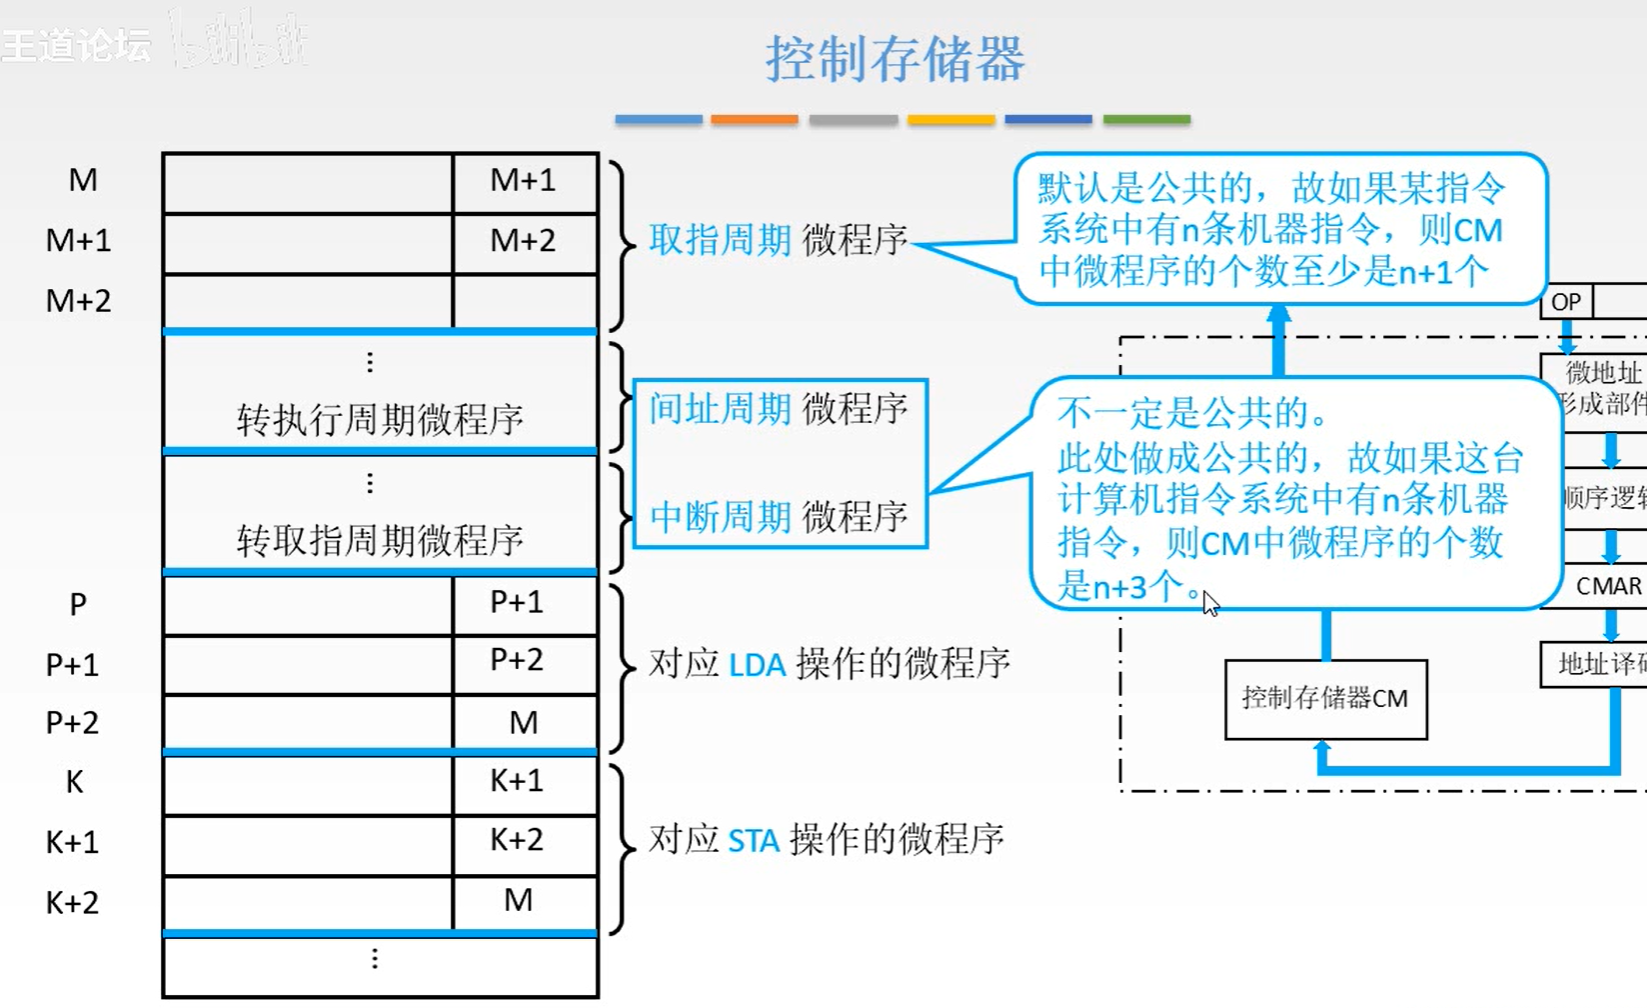 王道论坛 bilibili
控制存储器
M
M+1
M+1
M+2
M+2
取指周期 微程序
默认是公共的，故如果某指令
系统中有n条机器指令，则CM
中微程序的个数至少是n+1个
OP
⋮
转执行周期微程序
间址周期 微程序
⋮
转取指周期微程序
中断周期 微程序
不一定是公共的。
此处做成公共的，故如果这台
计算机指令系统中有n条机器
指令，则CM中微程序的个数
是n+3个。
微地址
形成部件
顺序逻辑
CMAR
地址译码
控制存储器CM
P
P+1
P+1
P+2
P+2
M
对应 LDA 操作的微程序
K
K+1
K+1
K+2
K+2
M
对应 STA 操作的微程序
⋮